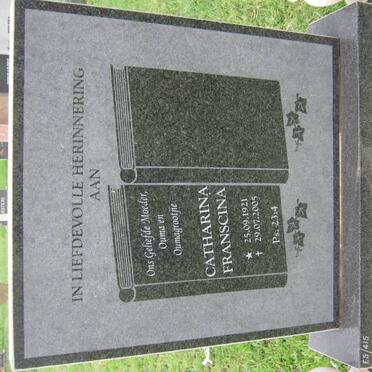 IN LIEFDEVOLLE HERINNERING
AAN
Ons Geliefde Moeder,
Ouma en
Oumagrootjie
CATHARINA
FRANSCINA
★ 25.09.1921
† 29.07.2005
Ps. 23:4
ES/415